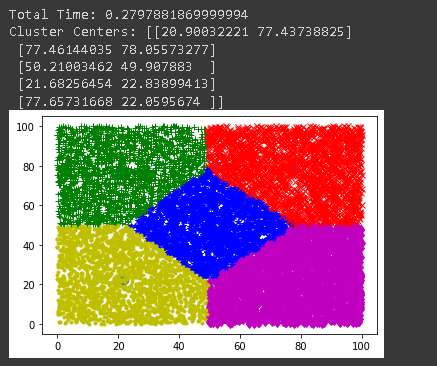 Total Time: 0.2797881869999994
Cluster Centers: [[20.90032221 77.43738825]
[77.46144035 78.05573277]
[50.21003462 49.907883 ]
[21.68256454 22.83899413]
[77.65731668 22.0595674 ]]
100
80
60
40
20
0
0 20 40 60 80 100